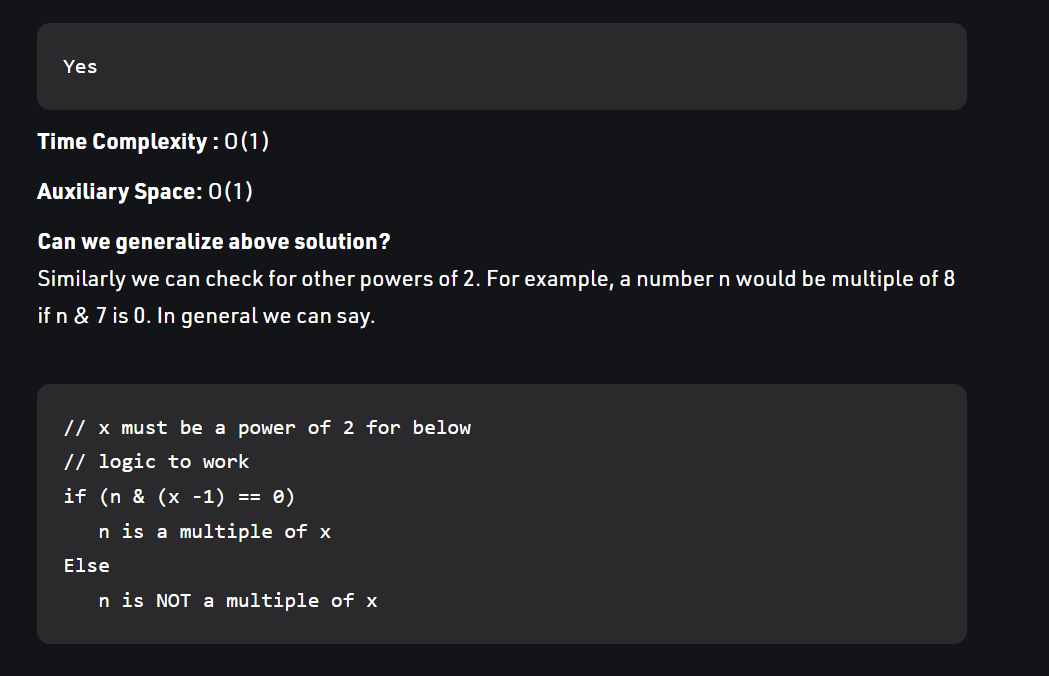 Yes
Time Complexity : O(1)
Auxiliary Space: O(1)
Can we generalize above solution?
Similarly we can check for other powers of 2. For example, a number n would be multiple of 8
if n & 7 is 0. In general we can say.
// x must be a power of 2 for below
// logic to work
if (n & (x -1) == 0)
   n is a multiple of x
Else
   n is NOT a multiple of x